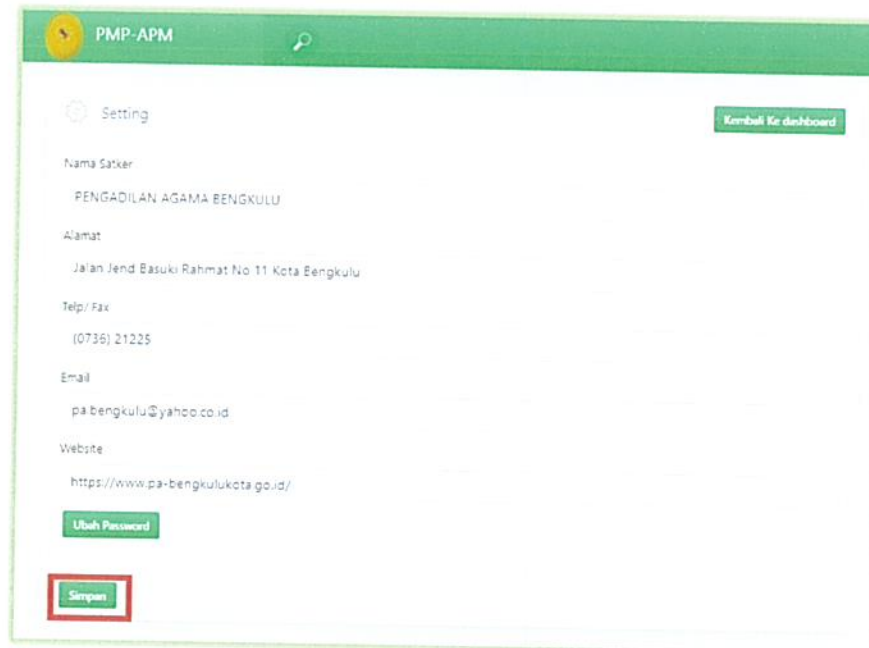 PMP-APM
Setting
Kembali Ke dashboard
Nama Satker
PENGADILAN AGAMA BENGKULU
Alamat
Jalan Jend Basuki Rahmat No 11 Kota Bengkulu
Telp/ Fax
(0736) 21225
Email
pa.bengkulu@yahoo.co.id
Website
https://www.pa-bengkulukota.go.id/
Ubah Password
Simpan